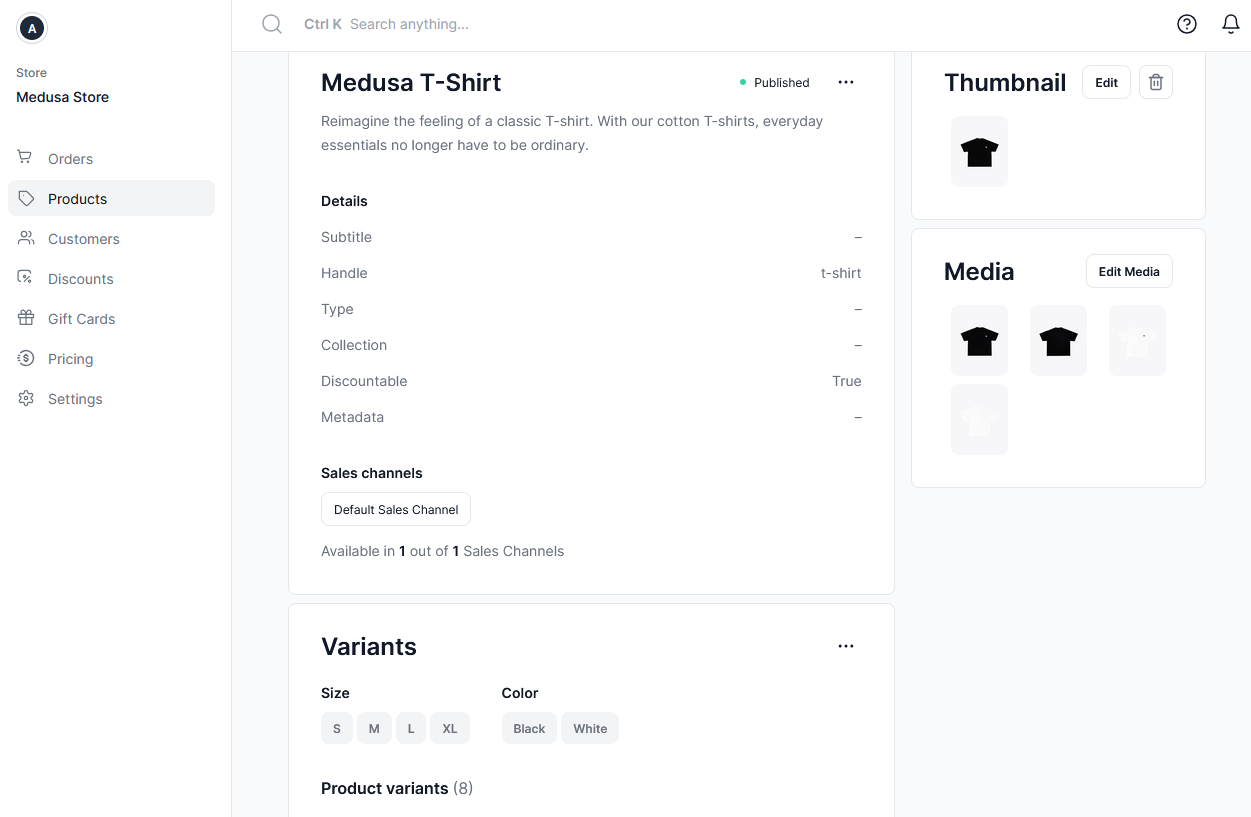 A
Store
Medusa Store
Orders
Products
Customers
Discounts
Gift Cards
Pricing
Settings
Ctrl K Search anything...
Medusa T-Shirt
Published
Reimagine the feeling of a classic T-shirt. With our cotton T-shirts, everyday
essentials no longer have to be ordinary.
Details
Subtitle –
Handle t-shirt
Type –
Collection –
Discountable True
Metadata –
Sales channels
Default Sales Channel
Available in 1 out of 1 Sales Channels
Variants
Size Color
S M L XL Black White
Product variants (8)
Thumbnail Edit
Media Edit Media